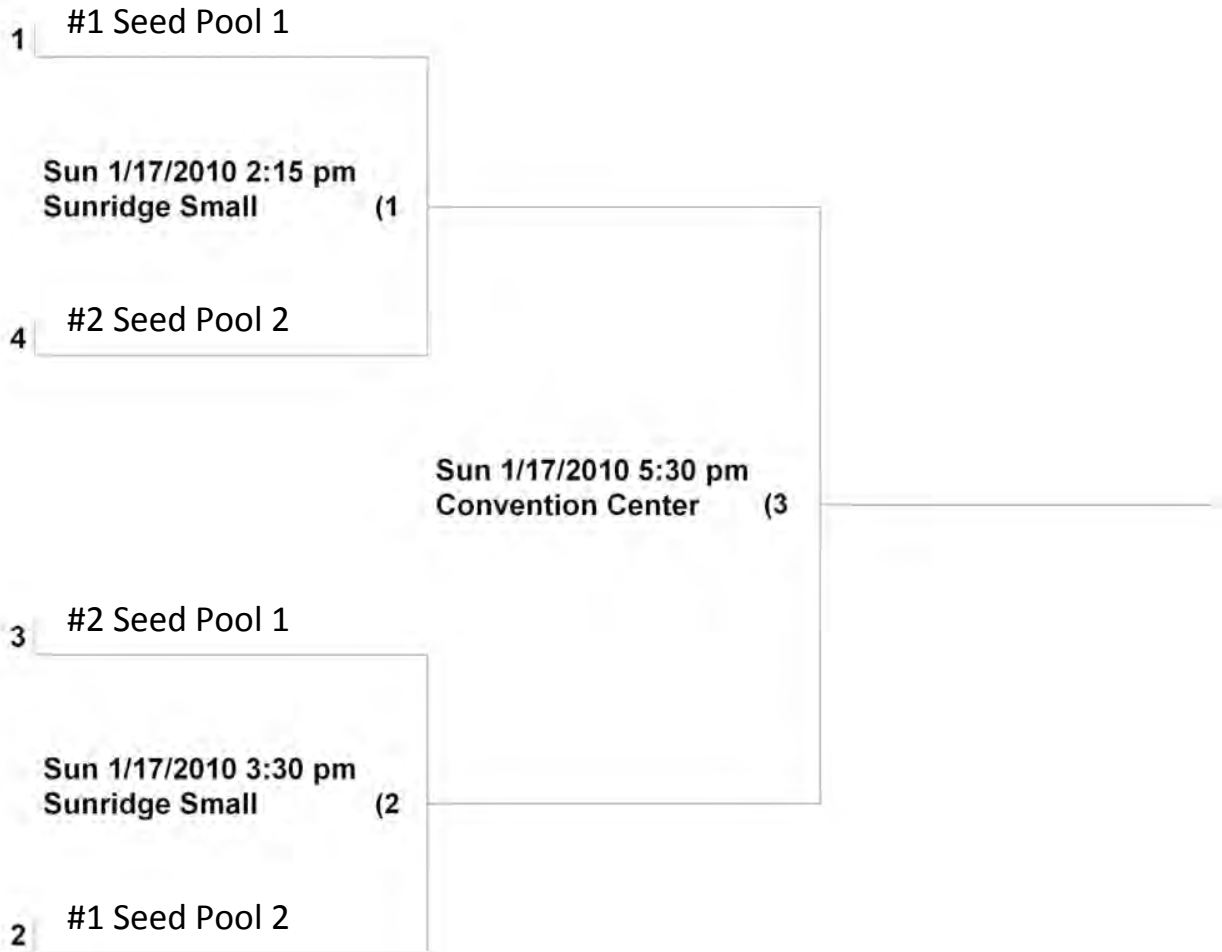 #1 Seed Pool 1
1
Sun 1/17/2010 2:15 pm
Sunridge Small (1
#2 Seed Pool 2
4
Sun 1/17/2010 5:30 pm
Convention Center (3
#2 Seed Pool 1
3
Sun 1/17/2010 3:30 pm
Sunridge Small (2
#1 Seed Pool 2
2